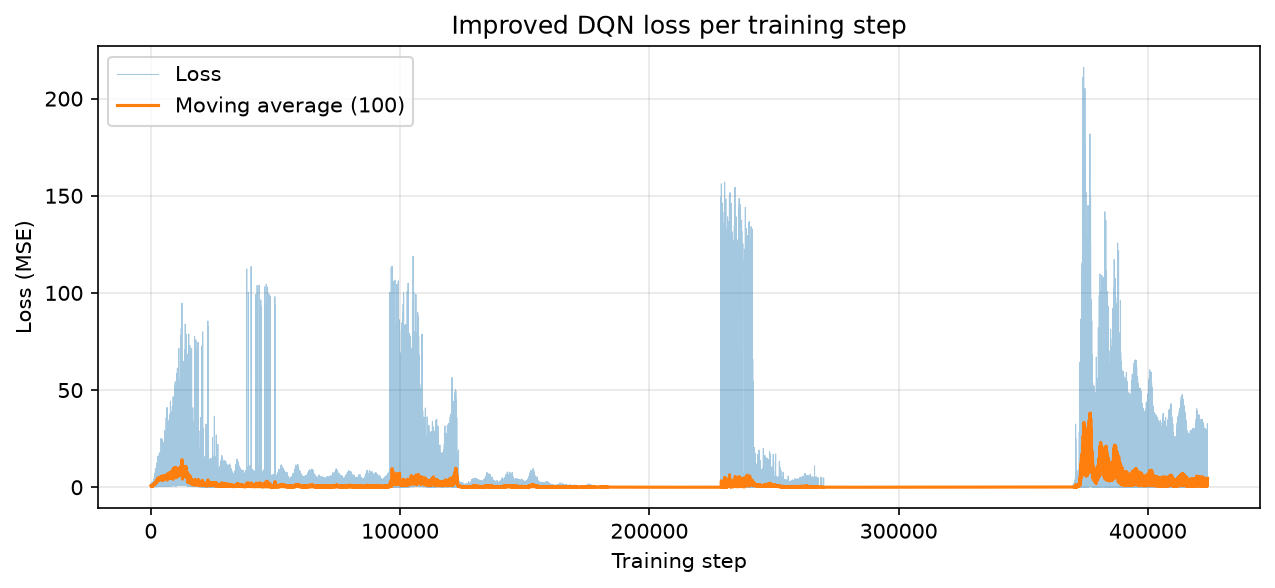 Improved DQN loss per training step
Loss
Moving average (100)
200
150
100
50
0
Loss (MSE)
0
100000
200000
300000
400000
Training step